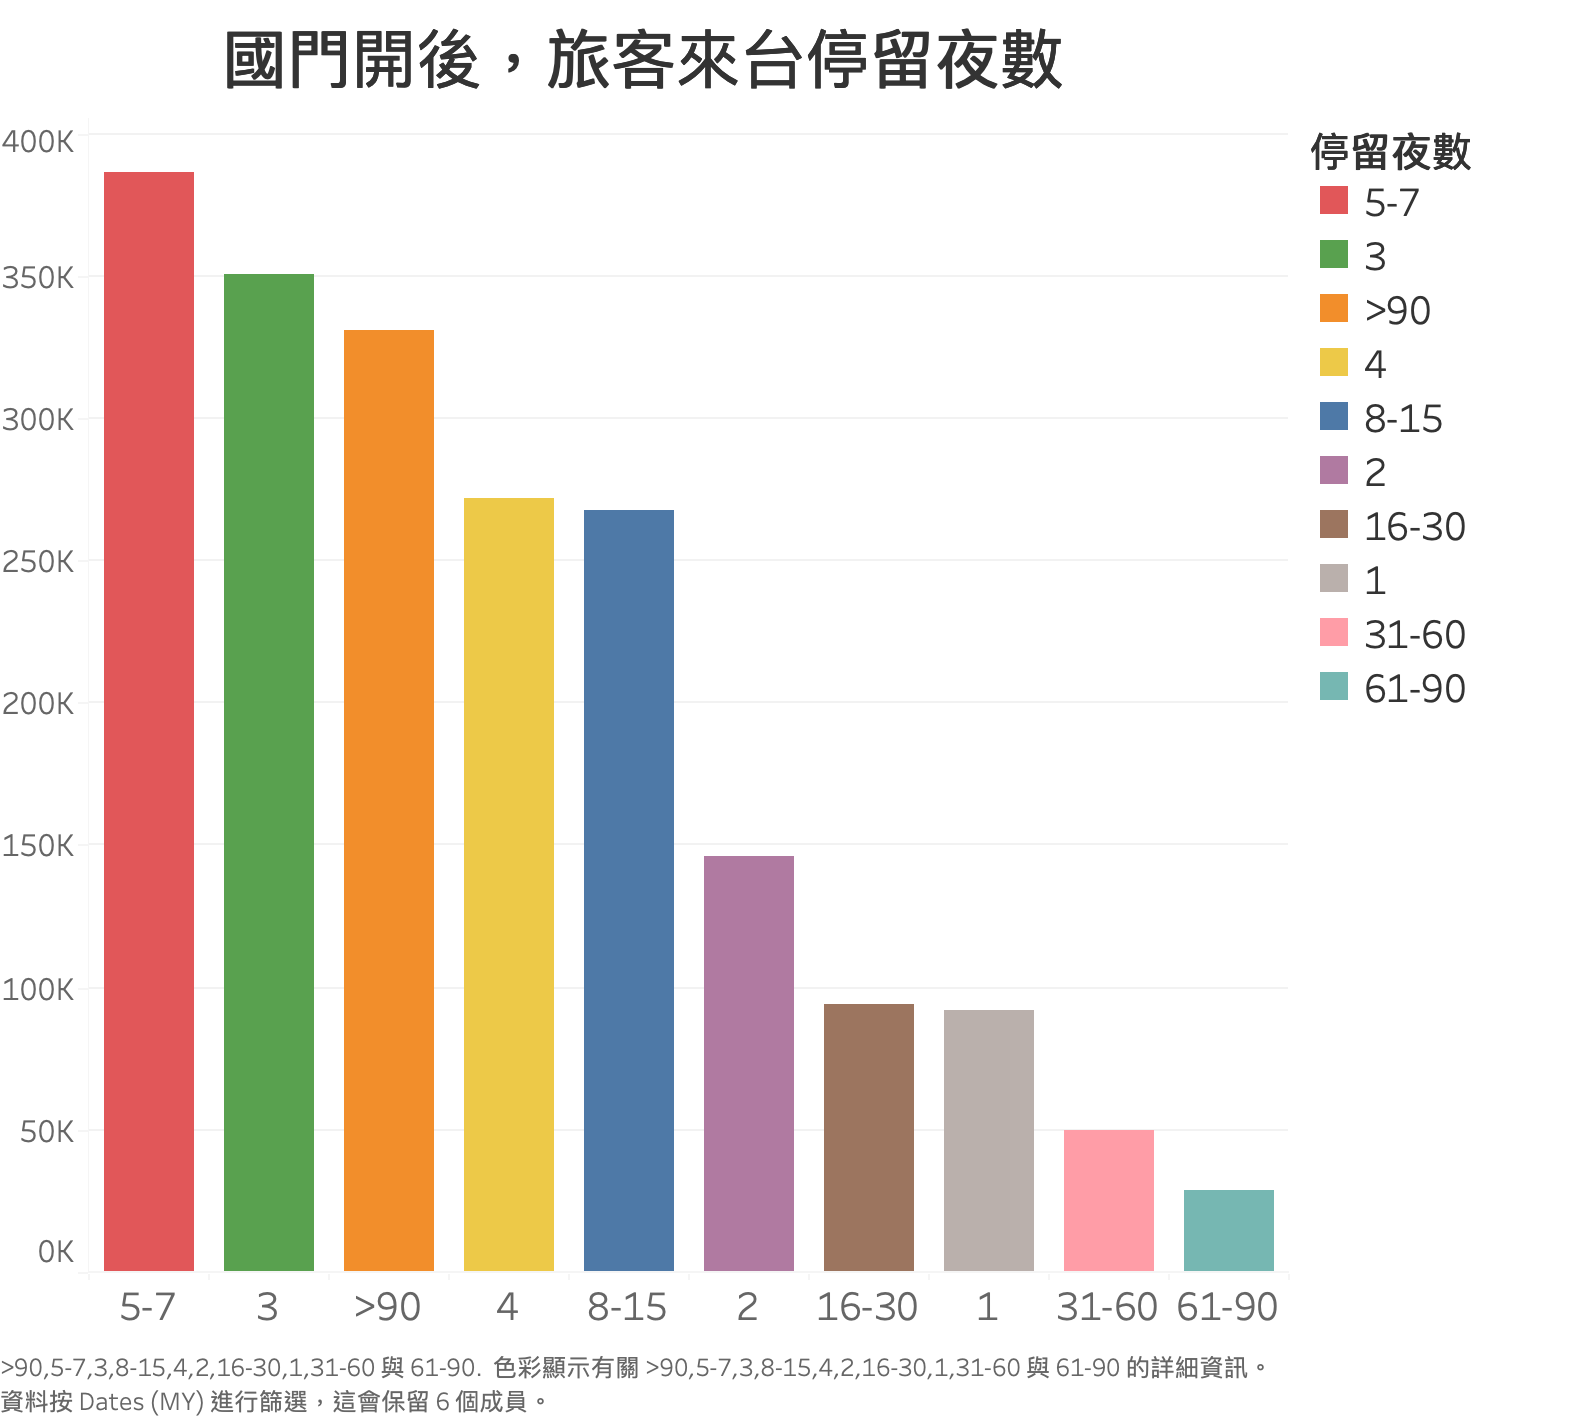 國門開後，旅客來台停留夜數
400K
350K
300K
250K
200K
150K
100K
50K
0K
5-7
3
>90
4
8-15
2
16-30
1
31-60
61-90
停留夜數
5-7
3
>90
4
8-15
2
16-30
1
31-60
61-90
>90,5-7,3,8-15,4,2,16-30,1,31-60 與 61-90. 色彩顯示有關 >90,5-7,3,8-15,4,2,16-30,1,31-60 與 61-90 的詳細資訊。
資料按 Dates (MY) 進行篩選，這會保留 6 個成員。